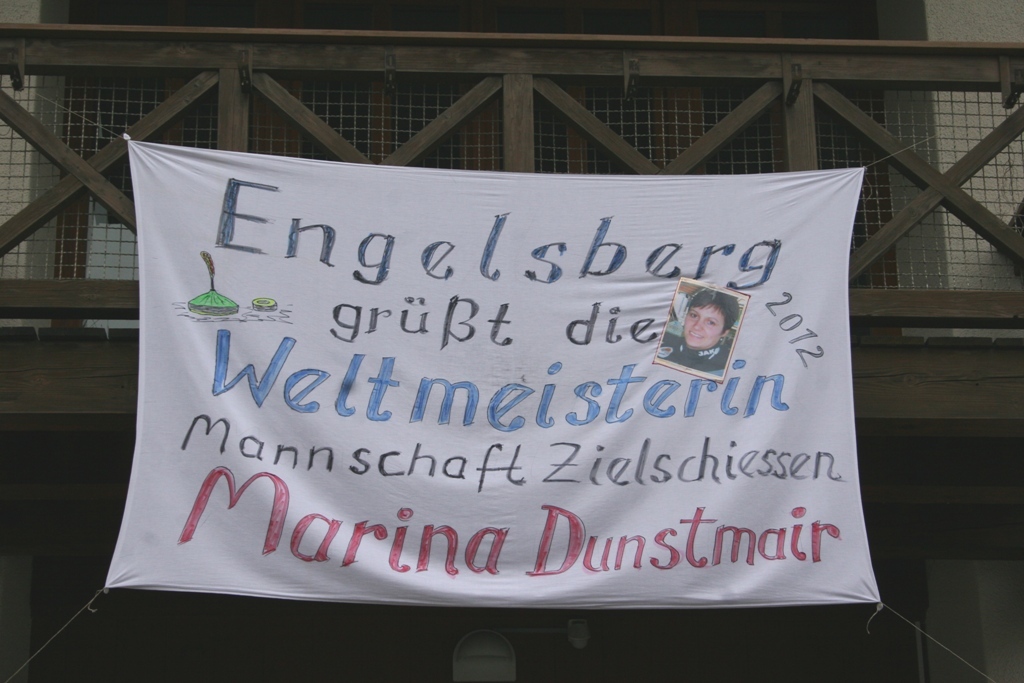 Engelsberg
grüßt die
2012
Weltmeisterin
Mannschaft Zielschiessen
Marina Dunstmair